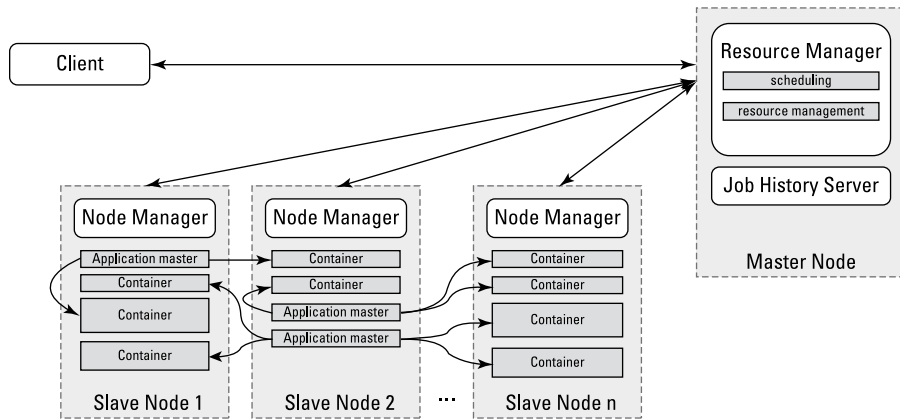 Client
Resource Manager
scheduling
resource management
Job History Server
Master Node
Node Manager
Application master
Container
Container
Container
Slave Node 1
Node Manager
Container
Container
Application master
Application master
Slave Node 2
...
Node Manager
Container
Container
Container
Container
Slave Node n